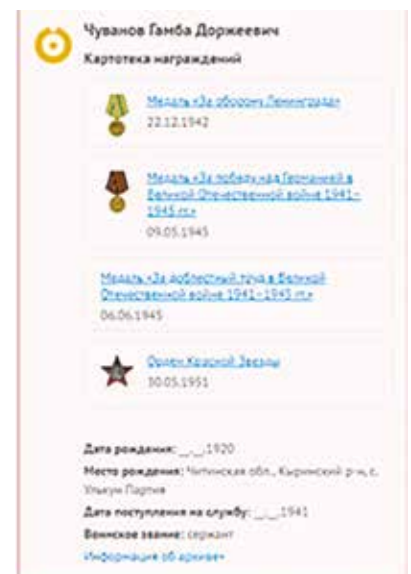 Чуванов Гамба Доржеевич
Картотека награждений
Медаль «За оборону Ленинграда»
22.12.1942
Медаль «За победу над Германией в
Великой Отечественной войне 1941–
1945 гг.»
09.05.1945
Медаль «За доблестный труд в Великой
Отечественной войне 1941–1945 гг.»
06.06.1945
Орден Красной Звезды
30.05.1951
Дата рождения: __.__.1920
Место рождения: Читинская обл., Кыринский р-н, с.
Улькун Партия
Дата поступления на службу: __.__.1941
Воинское звание: сержант
Информация об архиве+